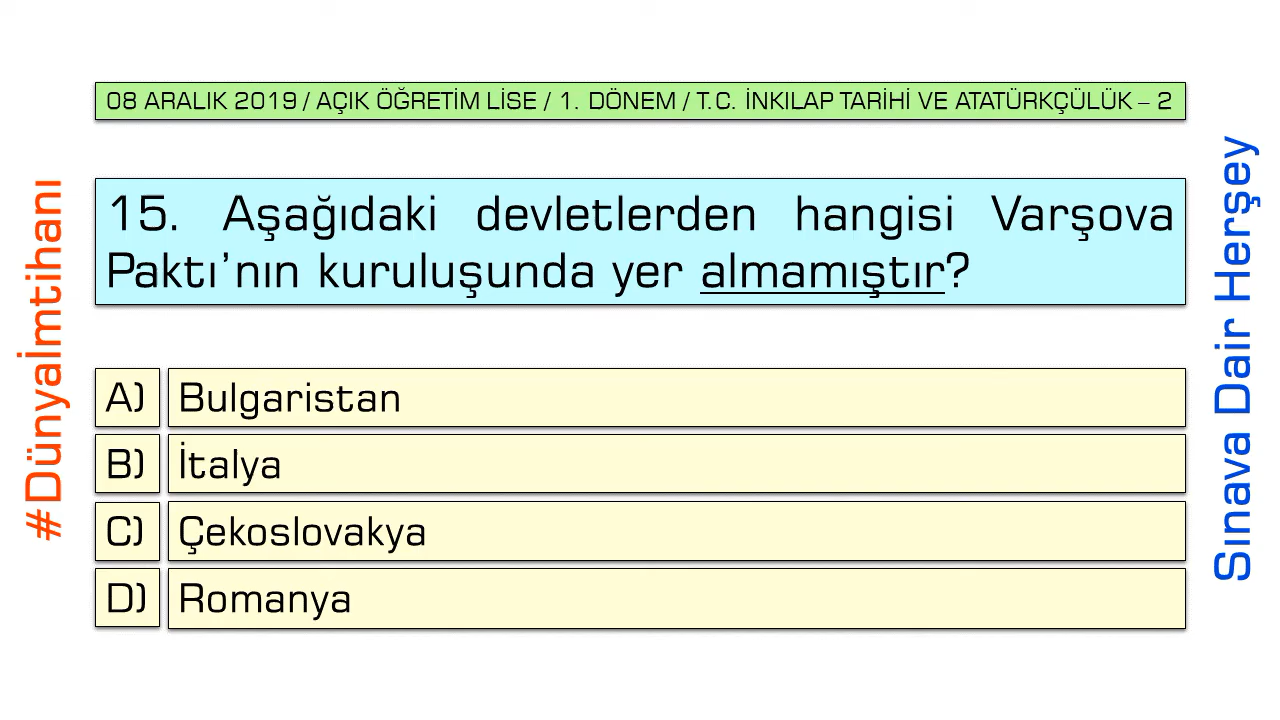 08 ARALIK 2019 / AÇIK ÖĞRETİM LİSE / 1. DÖNEM / T.C. İNKILAP TARİHİ VE ATATÜRKÇÜLÜK – 2
#Dünyaİmtihanı
15. Aşağıdaki devletlerden hangisi Varşova
Paktı’nın kuruluşunda yer almamıştır?
A) Bulgaristan
B) İtalya
C) Çekoslovakya
D) Romanya
Sınava Dair Herşey